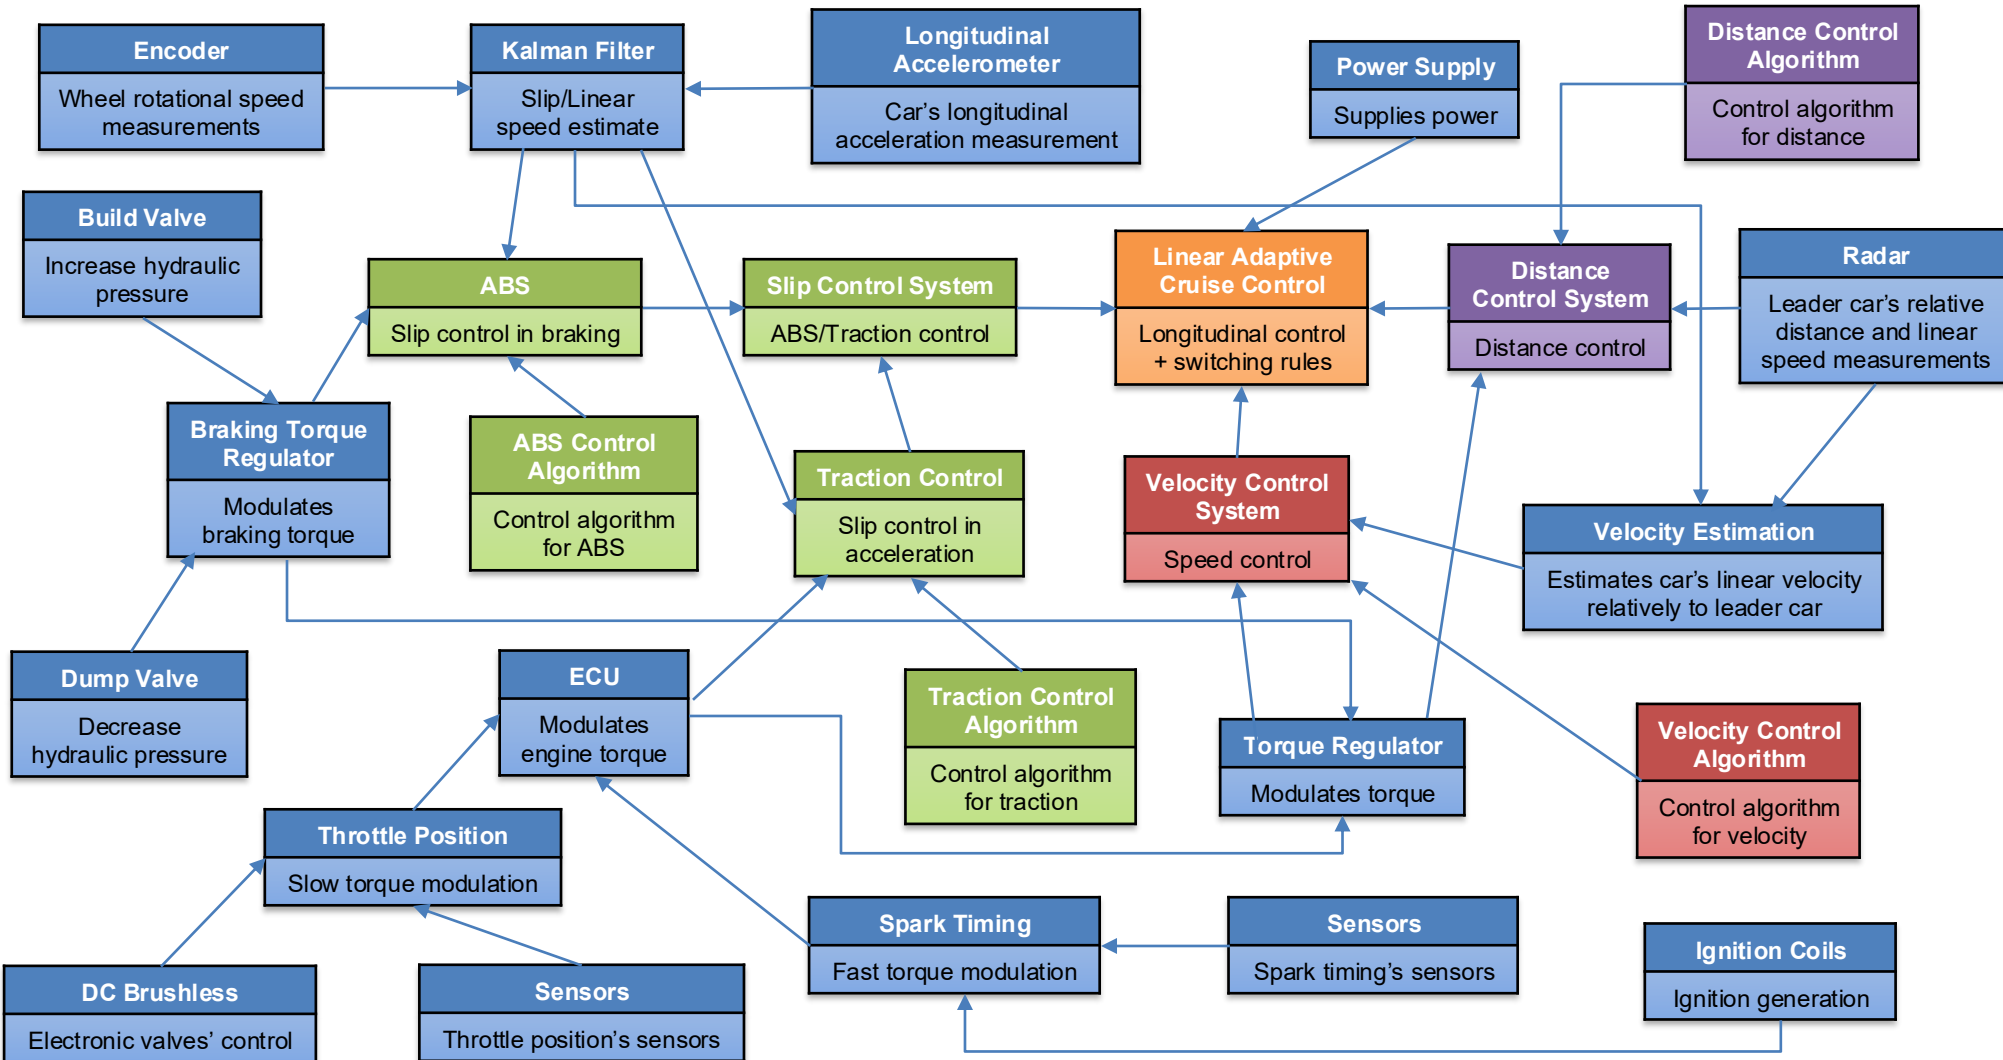 Encoder
Wheel rotational speed
measurements
Kalman Filter
Slip/Linear
speed estimate
Longitudinal
Accelerometer
Car's longitudinal
acceleration measurement
Power Supply
Supplies power
Distance Control
Algorithm
Control algorithm
for distance
Build Valve
Increase hydraulic
pressure
ABS
Slip control in braking
Slip Control System
ABS/Traction control
Linear Adaptive
Cruise Control
Longitudinal control
+ switching rules
Distance
Control System
Distance control
Radar
Leader car's relative
distance and linear
speed measurements
Braking Torque
Regulator
Modulates
braking torque
ABS Control
Algorithm
Control algorithm
for ABS
Traction Control
Slip control in
acceleration
Velocity Control
System
Speed control
Velocity Estimation
Estimates car's linear velocity
relatively to leader car
Dump Valve
Decrease
hydraulic pressure
ECU
Modulates
engine torque
Traction Control
Algorithm
Control algorithm
for traction
Torque Regulator
Modulates torque
Velocity Control
Algorithm
Control algorithm
for velocity
Throttle Position
Slow torque modulation
Spark Timing
Fast torque modulation
Sensors
Spark timing's sensors
Ignition Coils
Ignition generation
DC Brushless
Electronic valves' control
Sensors
Throttle position's sensors